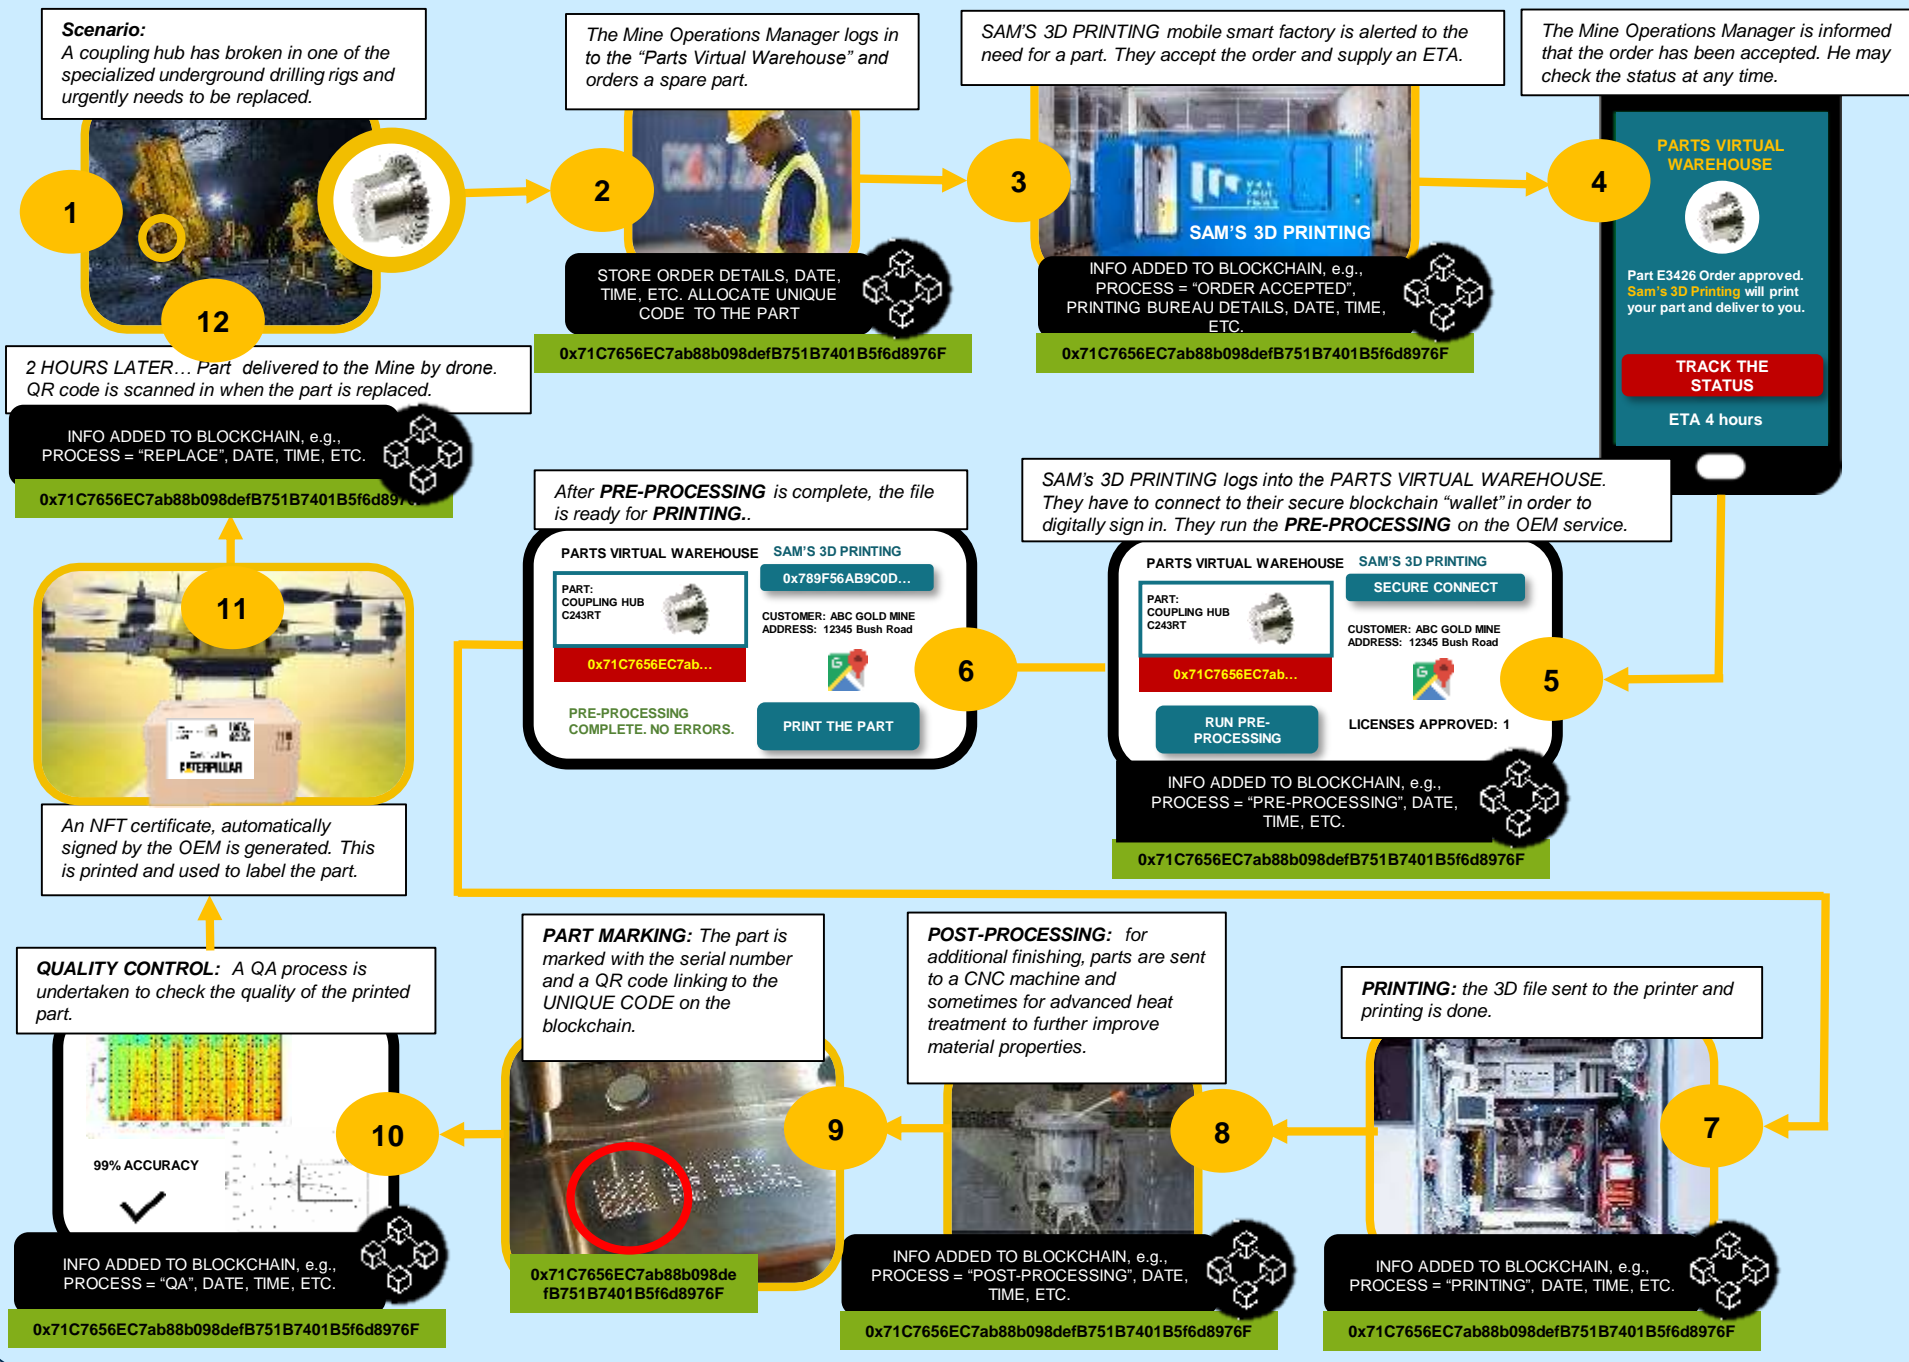 Scenario:
A coupling hub has broken in one of the
specialized underground drilling rigs and
urgently needs to be replaced.
1
The Mine Operations Manager logs in
to the “Parts Virtual Warehouse” and
orders a spare part.
2
STORE ORDER DETAILS, DATE,
TIME, ETC. ALLOCATE UNIQUE
CODE TO THE PART
0x71C7656EC7ab88b098defB751B7401B5f6d8976F
SAM’S 3D PRINTING mobile smart factory is alerted to the
need for a part. They accept the order and supply an ETA.
3
SAM’S 3D PRINTING
INFO ADDED TO BLOCKCHAIN, e.g.,
PROCESS = “ORDER ACCEPTED”,
PRINTING BUREAU DETAILS, DATE, TIME,
ETC.
0x71C7656EC7ab88b098defB751B7401B5f6d8976F
The Mine Operations Manager is informed
that the order has been accepted. He may
check the status at any time.
4
PARTS VIRTUAL
WAREHOUSE
Part E3426 Order approved.
Sam’s 3D Printing will print
your part and deliver to you.
TRACK THE
STATUS
ETA 4 hours
12
2 HOURS LATER… Part delivered to the Mine by drone.
QR code is scanned in when the part is replaced.
INFO ADDED TO BLOCKCHAIN, e.g.,
PROCESS = “REPLACE”, DATE, TIME, ETC.
0x71C7656EC7ab88b098defB751B7401B5f6d8976F
After PRE-PROCESSING is complete, the file
is ready for PRINTING..
PARTS VIRTUAL WAREHOUSE
SAM’S 3D PRINTING
0x789F56AB9C0D…
PART:
COUPLING HUB
C243RT
0x71C7656EC7ab…
CUSTOMER: ABC GOLD MINE
ADDRESS: 12345 Bush Road
PRE-PROCESSING
COMPLETE. NO ERRORS.
PRINT THE PART
6
SAM’s 3D PRINTING logs into the PARTS VIRTUAL WAREHOUSE.
They have to connect to their secure blockchain “wallet” in order to
digitally sign in. They run the PRE-PROCESSING on the OEM service.
PARTS VIRTUAL WAREHOUSE
SAM’S 3D PRINTING
SECURE CONNECT
PART:
COUPLING HUB
C243RT
0x71C7656EC7ab…
CUSTOMER: ABC GOLD MINE
ADDRESS: 12345 Bush Road
RUN PRE-
PROCESSING
LICENSES APPROVED: 1
5
INFO ADDED TO BLOCKCHAIN, e.g.,
PROCESS = “PRE-PROCESSING”, DATE,
TIME, ETC.
0x71C7656EC7ab88b098defB751B7401B5f6d8976F
11
CATERPILLAR
An NFT certificate, automatically
signed by the OEM is generated. This
is printed and used to label the part.
QUALITY CONTROL: A QA process is
undertaken to check the quality of the printed
part.
10
99% ACCURACY
INFO ADDED TO BLOCKCHAIN, e.g.,
PROCESS = “QA”, DATE, TIME, ETC.
0x71C7656EC7ab88b098defB751B7401B5f6d8976F
PART MARKING: The part is
marked with the serial number
and a QR code linking to the
UNIQUE CODE on the
blockchain.
9
0x71C7656EC7ab88b098de
fB751B7401B5f6d8976F
POST-PROCESSING: for
additional finishing, parts are sent
to a CNC machine and
sometimes for advanced heat
treatment to further improve
material properties.
8
INFO ADDED TO BLOCKCHAIN, e.g.,
PROCESS = “POST-PROCESSING”, DATE,
TIME, ETC.
0x71C7656EC7ab88b098defB751B7401B5f6d8976F
PRINTING: the 3D file sent to the printer and
printing is done.
7
INFO ADDED TO BLOCKCHAIN, e.g.,
PROCESS = “PRINTING”, DATE, TIME, ETC.
0x71C7656EC7ab88b098defB751B7401B5f6d8976F